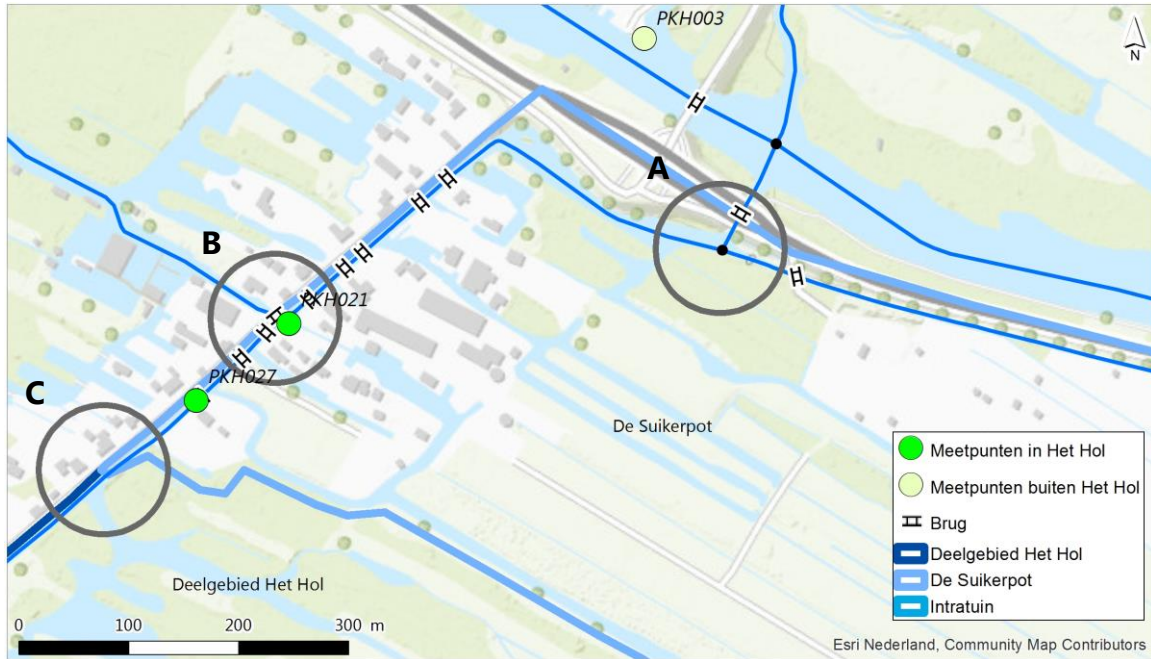 PKH003
N
A
B
PKH021
PKH027
C
De Suikerpot
Deelgebied Het Hol
Meetpunten in Het Hol
Meetpunten buiten Het Hol
Brug
Deelgebied Het Hol
De Suikerpot
Intratuin
0 100 200 300 m
Esri Nederland, Community Map Contributors